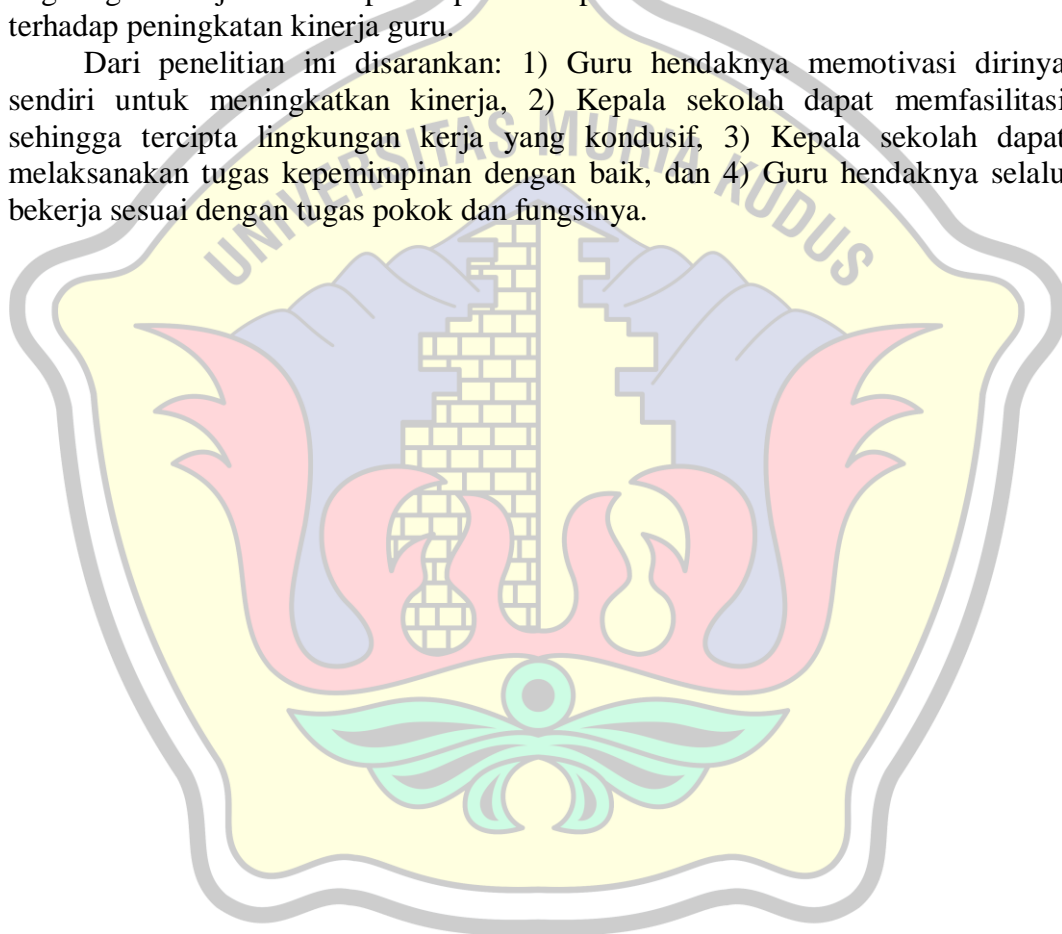 terhadap peningkatan kinerja guru.
Dari penelitian ini disarankan: 1) Guru hendaknya memotivasi dirinya
sendiri untuk meningkatkan kinerja, 2) Kepala sekolah dapat memfasilitasi
sehingga tercipta lingkungan kerja yang kondusif, 3) Kepala sekolah dapat
melaksanakan tugas kepemimpinan dengan baik, dan 4) Guru hendaknya selalu
bekerja sesuai dengan tugas pokok dan fungsinya.
UNIVERSITAS MURIA KUDUS